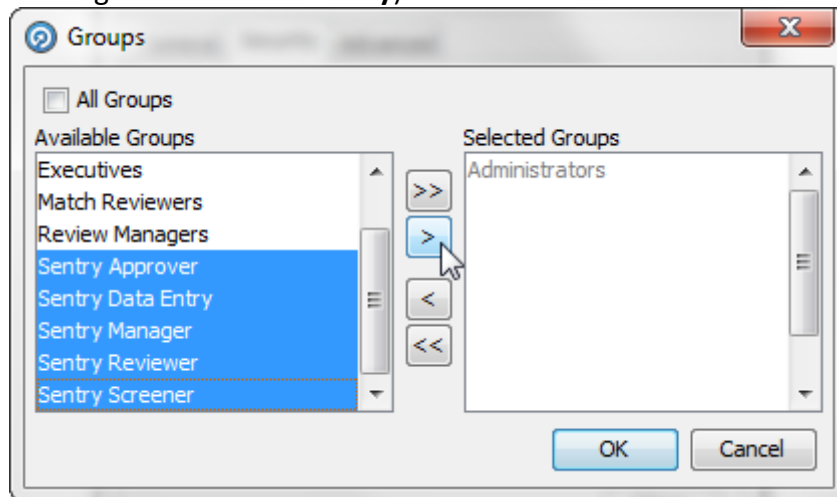 Groups
All Groups
Available Groups
Selected Groups
Executives
Match Reviewers
Review Managers
Sentry Approver
Sentry Data Entry
Sentry Manager
Sentry Reviewer
Sentry Screener
>>
>
<
<<
Administrators
OK
Cancel